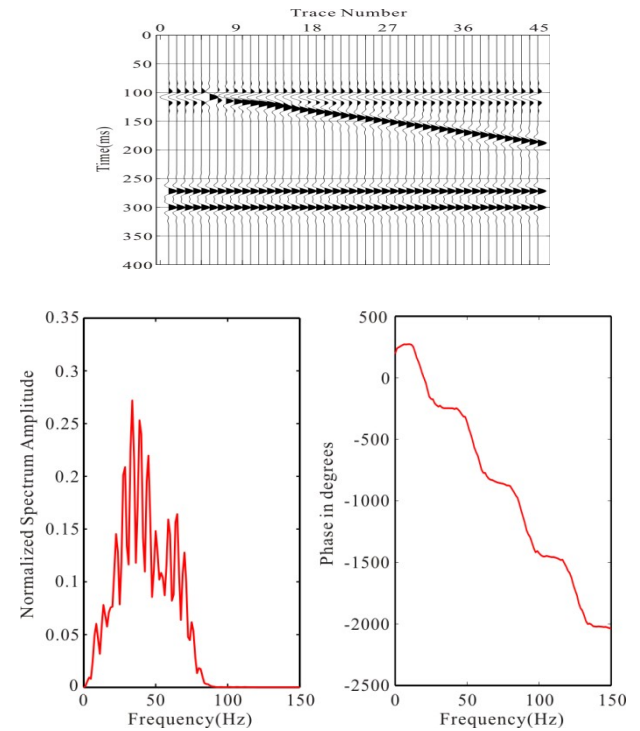 Trace Number
0 9 18 27 36 45
0
50
100
150
200
250
300
350
400
Time(ms)
0.35
0.3
0.25
0.2
0.15
0.1
0.05
0
Normalized Spectrum Amplitude
0 50 100 150
Frequency(Hz)
500
0
-500
-1000
-1500
-2000
-2500
Phase in degrees
0 50 100 150
Frequency(Hz)